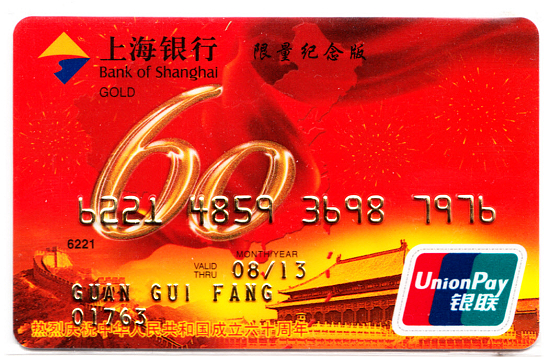 上海银行 限量纪念版
Bank of Shanghai
GOLD
60
6221 4859 3698 7976
6221
MONTH/YEAR
VALID THRU 08/13
GUAN GUI FANG
01763
UnionPay
银联
热烈庆祝中华人民共和国成立六十周年